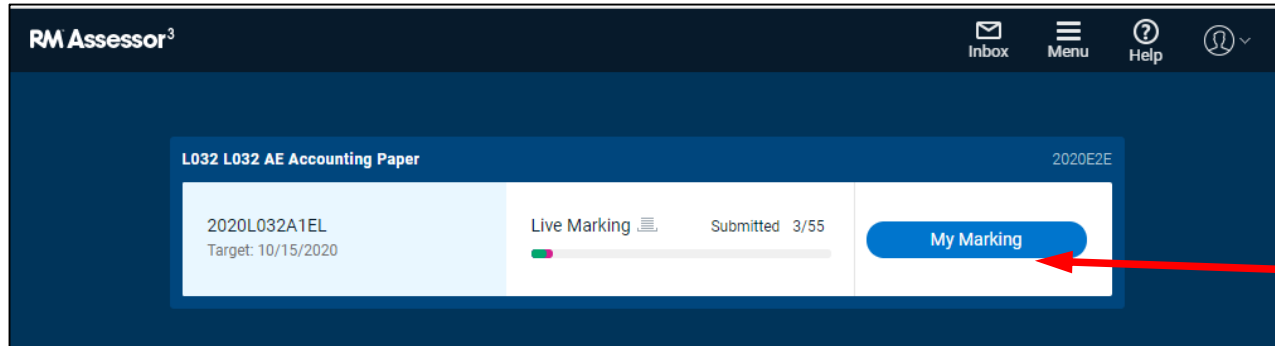 RM Assessor3
Inbox Menu Help
L032 L032 AE Accounting Paper 2020E2E
2020L032A1EL Live Marking Submitted 3/55 My Marking
Target: 10/15/2020